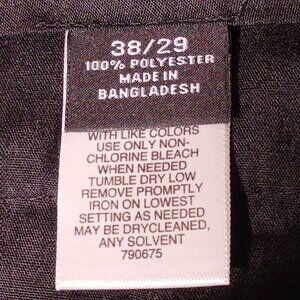 38/29
100% POLYESTER
MADE IN
BANGLADESH
WITH LIKE COLORS
USE ONLY NON-
CHLORINE BLEACH
WHEN NEEDED
TUMBLE DRY LOW
REMOVE PROMPTLY
IRON ON LOWEST
SETTING AS NEEDED
MAY BE DRYCLEANED,
ANY SOLVENT
790675